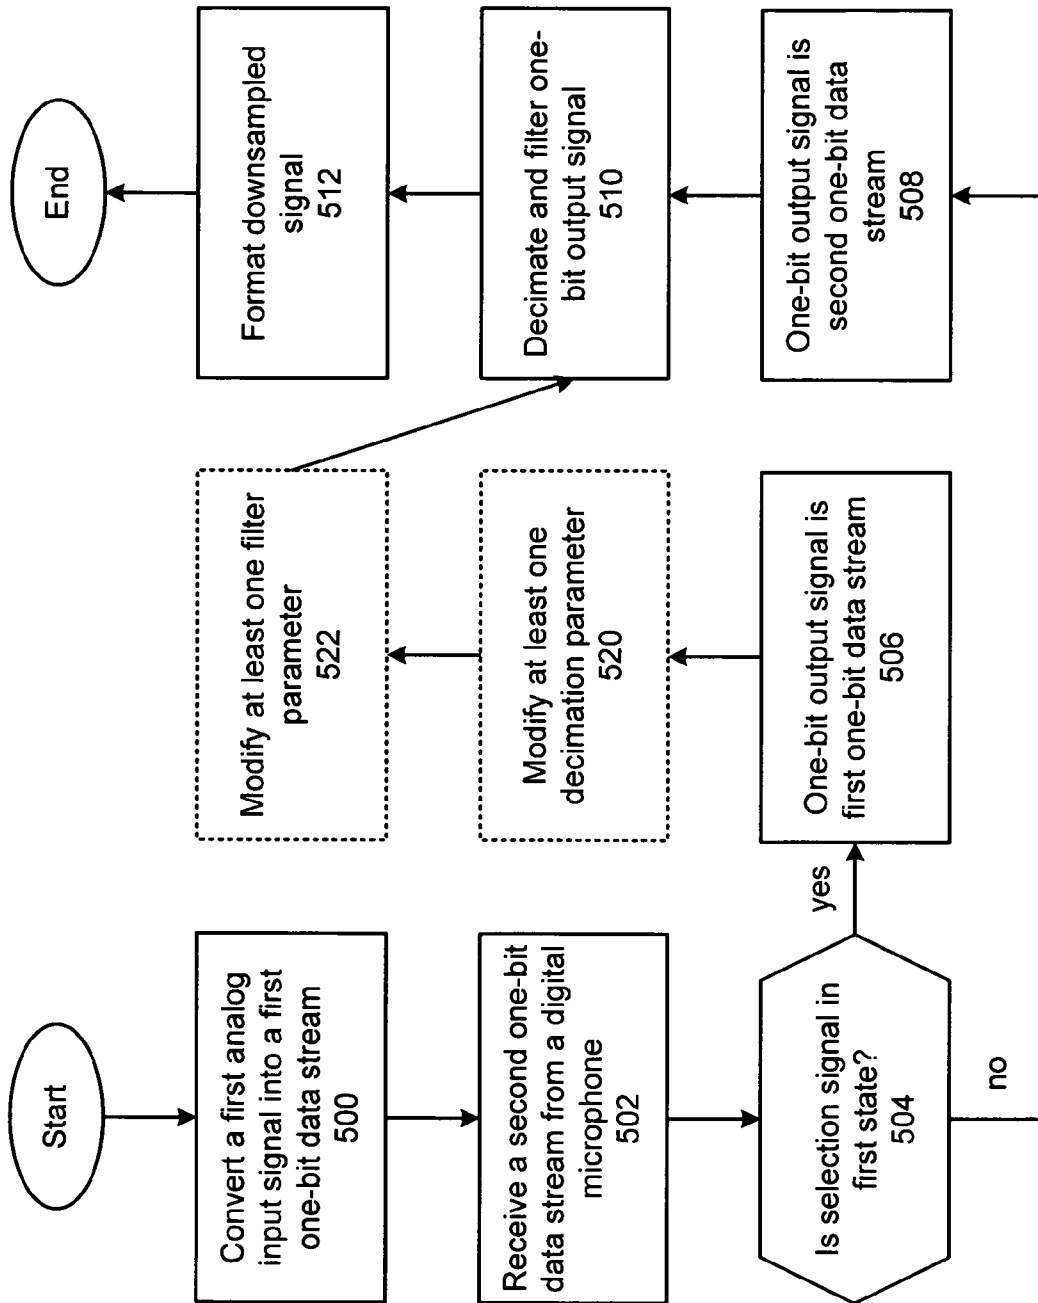 Start
Convert a first analog
input signal into a first
one-bit data stream
500
Receive a second one-bit
data stream from a digital
microphone
502
Is selection signal in
first state?
504
yes
no
One-bit output signal is
first one-bit data stream
506
Modify at least one
decimation parameter
520
Modify at least one filter
parameter
522
One-bit output signal is
second one-bit data
stream
508
Decimate and filter one-
bit output signal
510
Format downsampled
signal
512
End